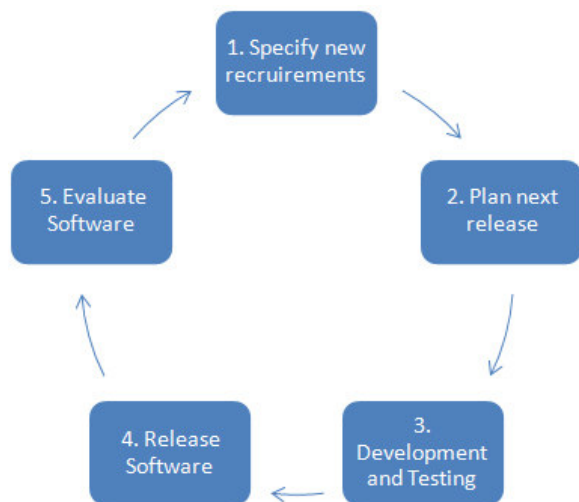 1. Specify new
recruirements
2. Plan next
release
3.
Development
and Testing
4. Release
Software
5. Evaluate
Software